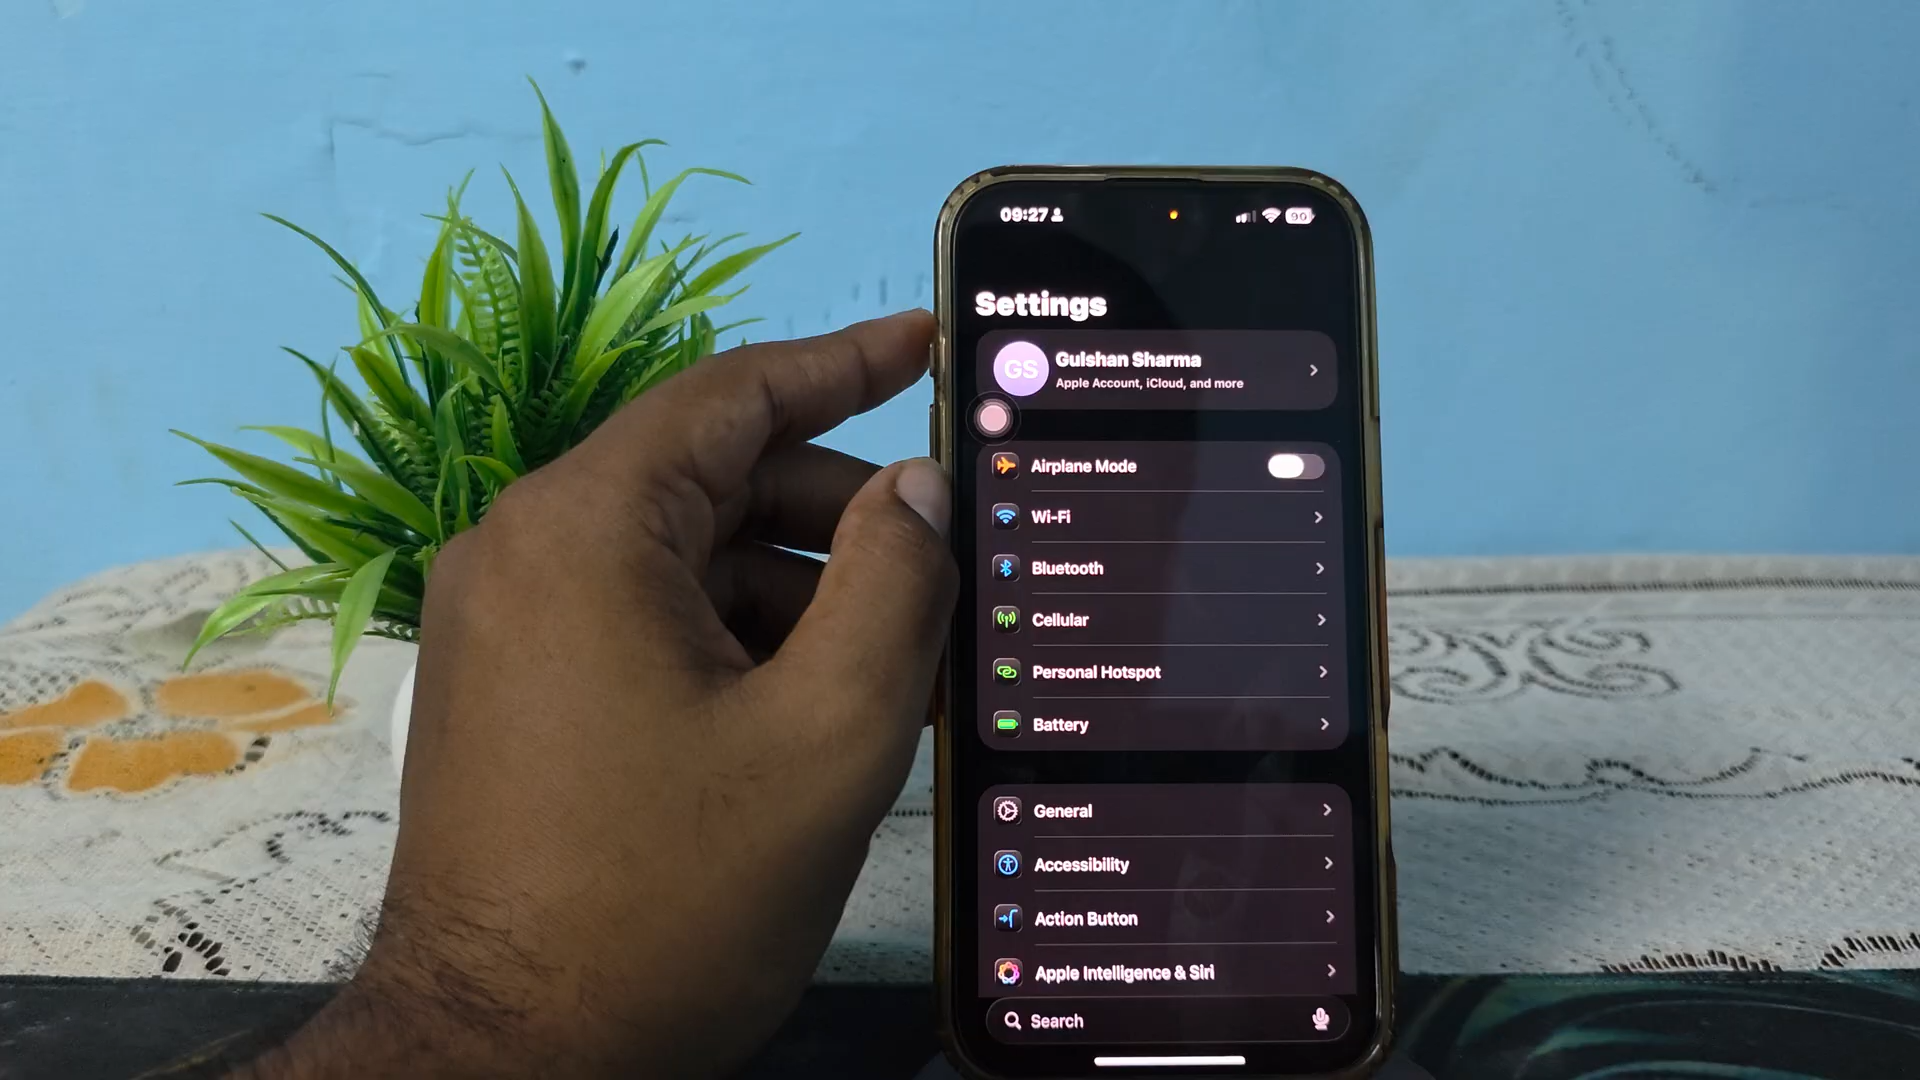 09:27
90
Settings
GS
Gulshan Sharma
Apple Account, iCloud, and more
Airplane Mode
Wi-Fi
Bluetooth
Cellular
Personal Hotspot
Battery
General
Accessibility
Action Button
Apple Intelligence & Siri
Search